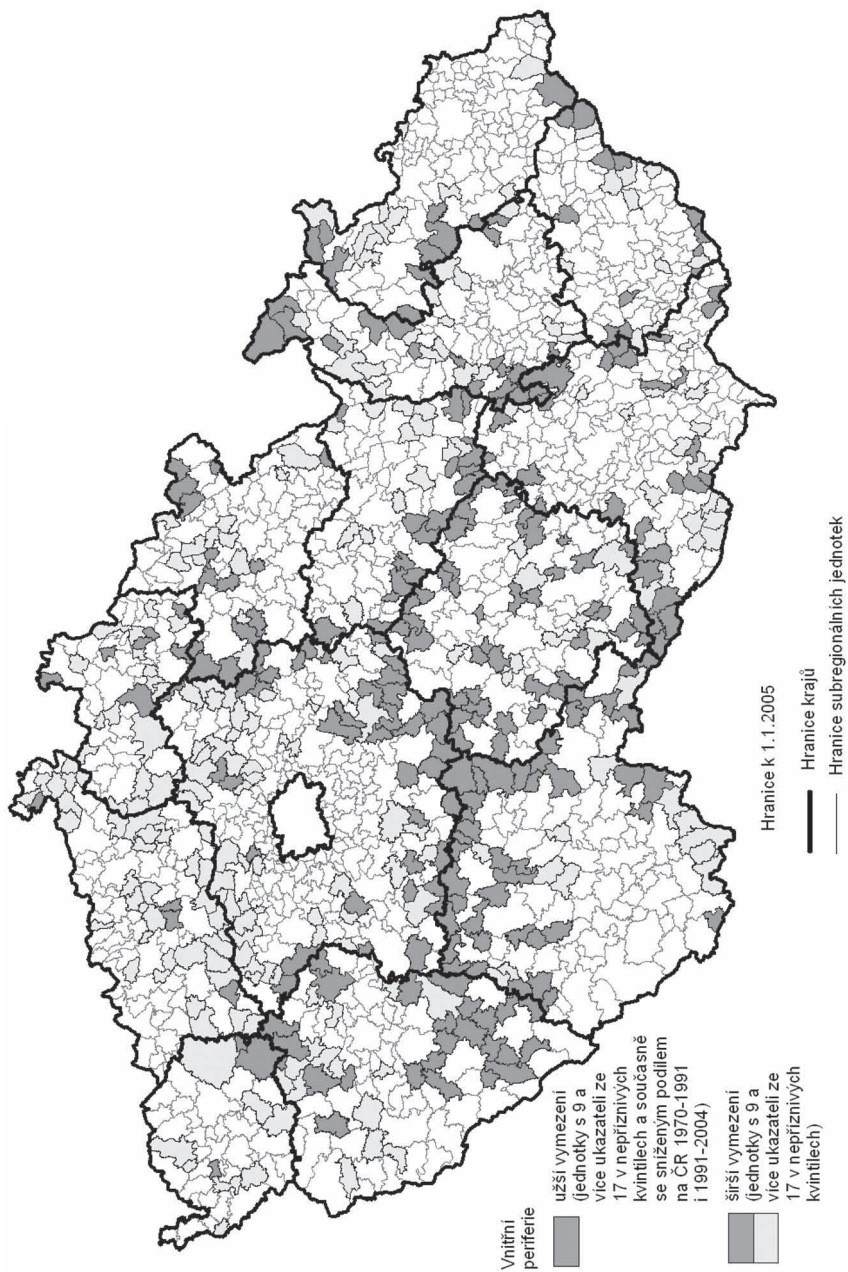 Vnitřní
periferie
užší vymezení
(jednotky s 9 a
více ukazateli ze
17 v nepříznivých
kvintilech a současně
se sníženým podílem
na ČR 1970-1991
i 1991-2004)
širší vymezení
(jednotky s 9 a
více ukazateli ze
17 v nepříznivých
kvintilech)
Hranice k 1.1.2005
Hranice krajů
Hranice subregionálních jednotek